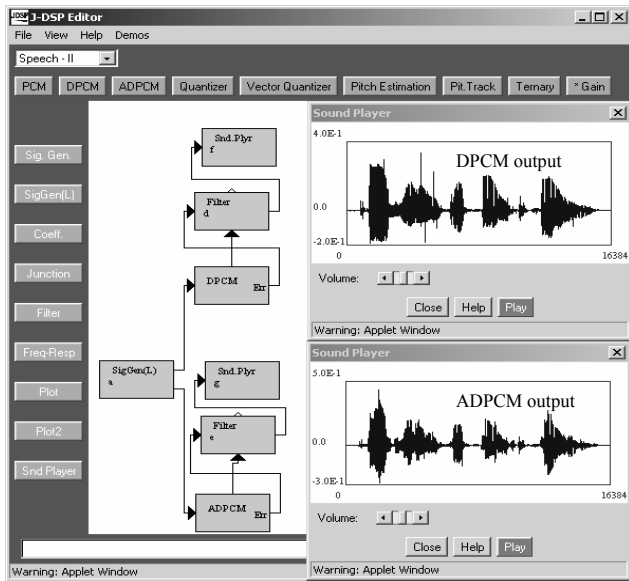 J-DSP Editor
File View Help Demos
Speech - II
PCM DPCM ADPCM Quantizer Vector Quantizer Pitch Estimation Pit.Track Ternary * Gain
Sig. Gen.
SigGen(L)
Coeff.
Junction
Filter
Freq-Resp
Plot
Plot2
Snd Player
Snd.Plyr
f
Filter
d
DPCM
Err
SigGen(L)
a
Snd.Plyr
g
Filter
e
ADPCM
Err
Warning: Applet Window
Sound Player
4.0E-1
DPCM output
0.0
-2.0E-1
0 16384
Volume:
Close Help Play
Warning: Applet Window
Sound Player
5.0E-1
ADPCM output
0.0
-3.0E-1
0 16384
Volume:
Close Help Play
Warning: Applet Window